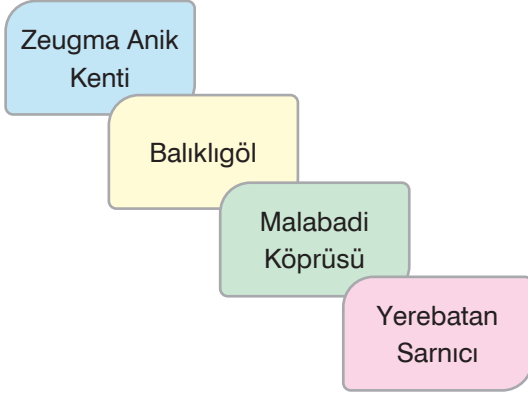 Zeugma Anik
Kenti
Balıklıgöl
Malabadi
Köprüsü
Yerebatan
Sarnıcı